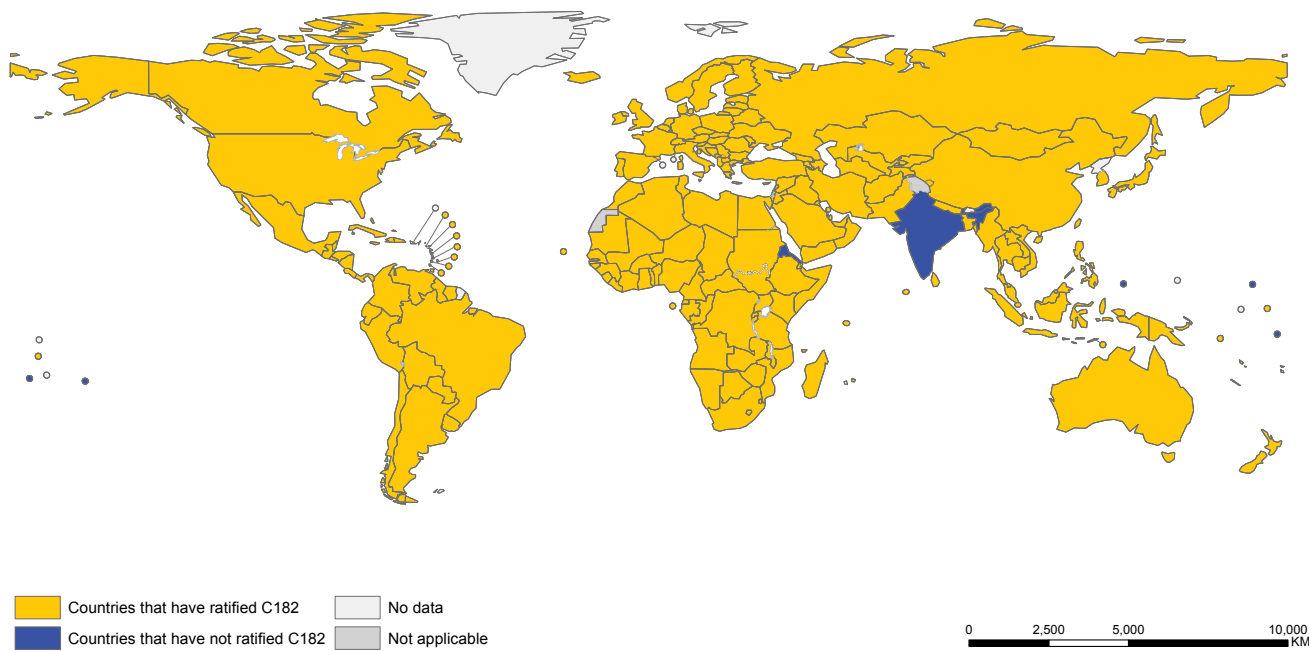 Countries that have ratified C182
No data
Countries that have not ratified C182
Not applicable
0 2,500 5,000 10,000
KM